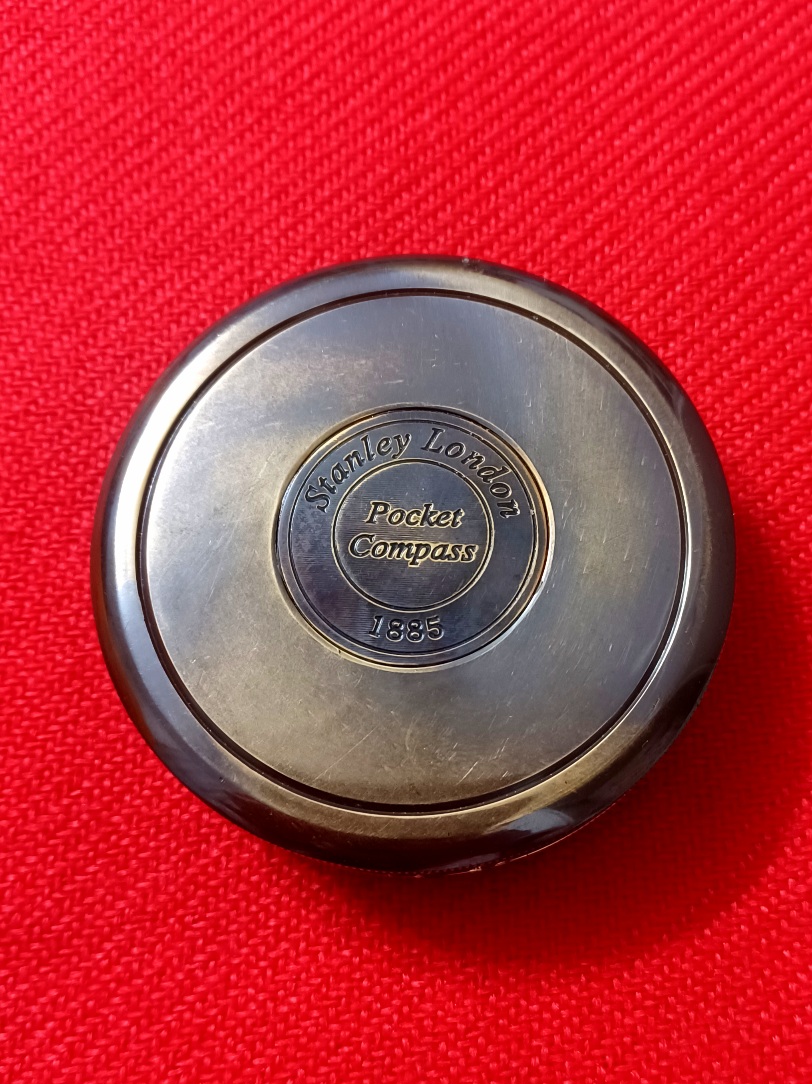 Stanley London
Pocket
Compass
1885